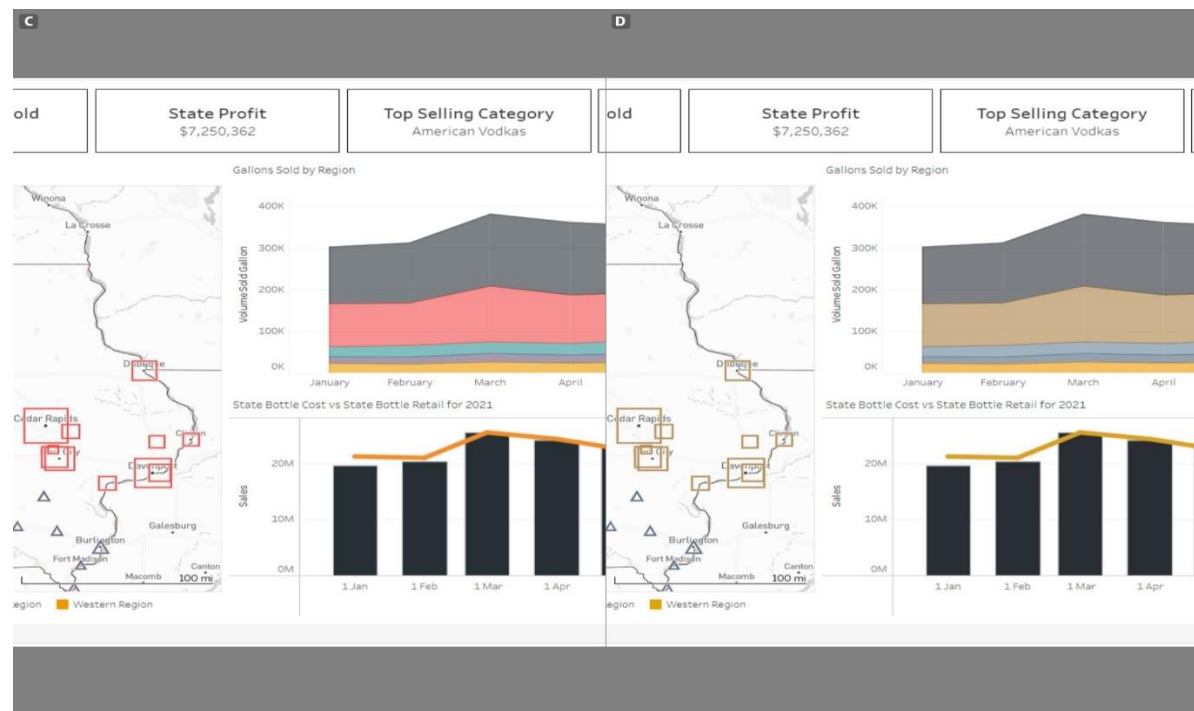 C
old
State Profit
$7,250,362
Top Selling Category
American Vodkas
Gallons Sold by Region
Winona
La Crosse
Dubuque
Cedar Rapids
City
Clinton
Davenport
Galesburg
Burlington
Fort Madison
Canton
Macomb
100 mi
egion
Western Region
Volume Sold Gallon
400K
300K
200K
100K
0K
January
February
March
April
State Bottle Cost vs State Bottle Retail for 2021
Sales
20M
10M
0M
1 Jan
1 Feb
1 Mar
1 Apr
D
old
State Profit
$7,250,362
Top Selling Category
American Vodkas
Gallons Sold by Region
Winona
La Crosse
Dubuque
Cedar Rapids
City
Clinton
Davenport
Galesburg
Burlington
Fort Madison
Canton
Macomb
100 mi
egion
Western Region
Volume Sold Gallon
400K
300K
200K
100K
0K
January
February
March
April
State Bottle Cost vs State Bottle Retail for 2021
Sales
20M
10M
0M
1 Jan
1 Feb
1 Mar
1 Apr